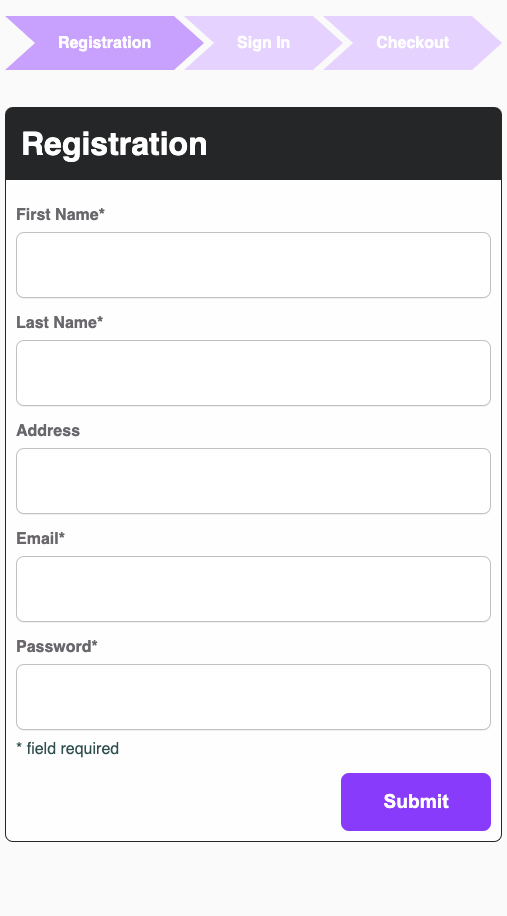 Registration
Sign In
Checkout
Registration
First Name*
Last Name*
Address
Email*
Password*
* field required
Submit